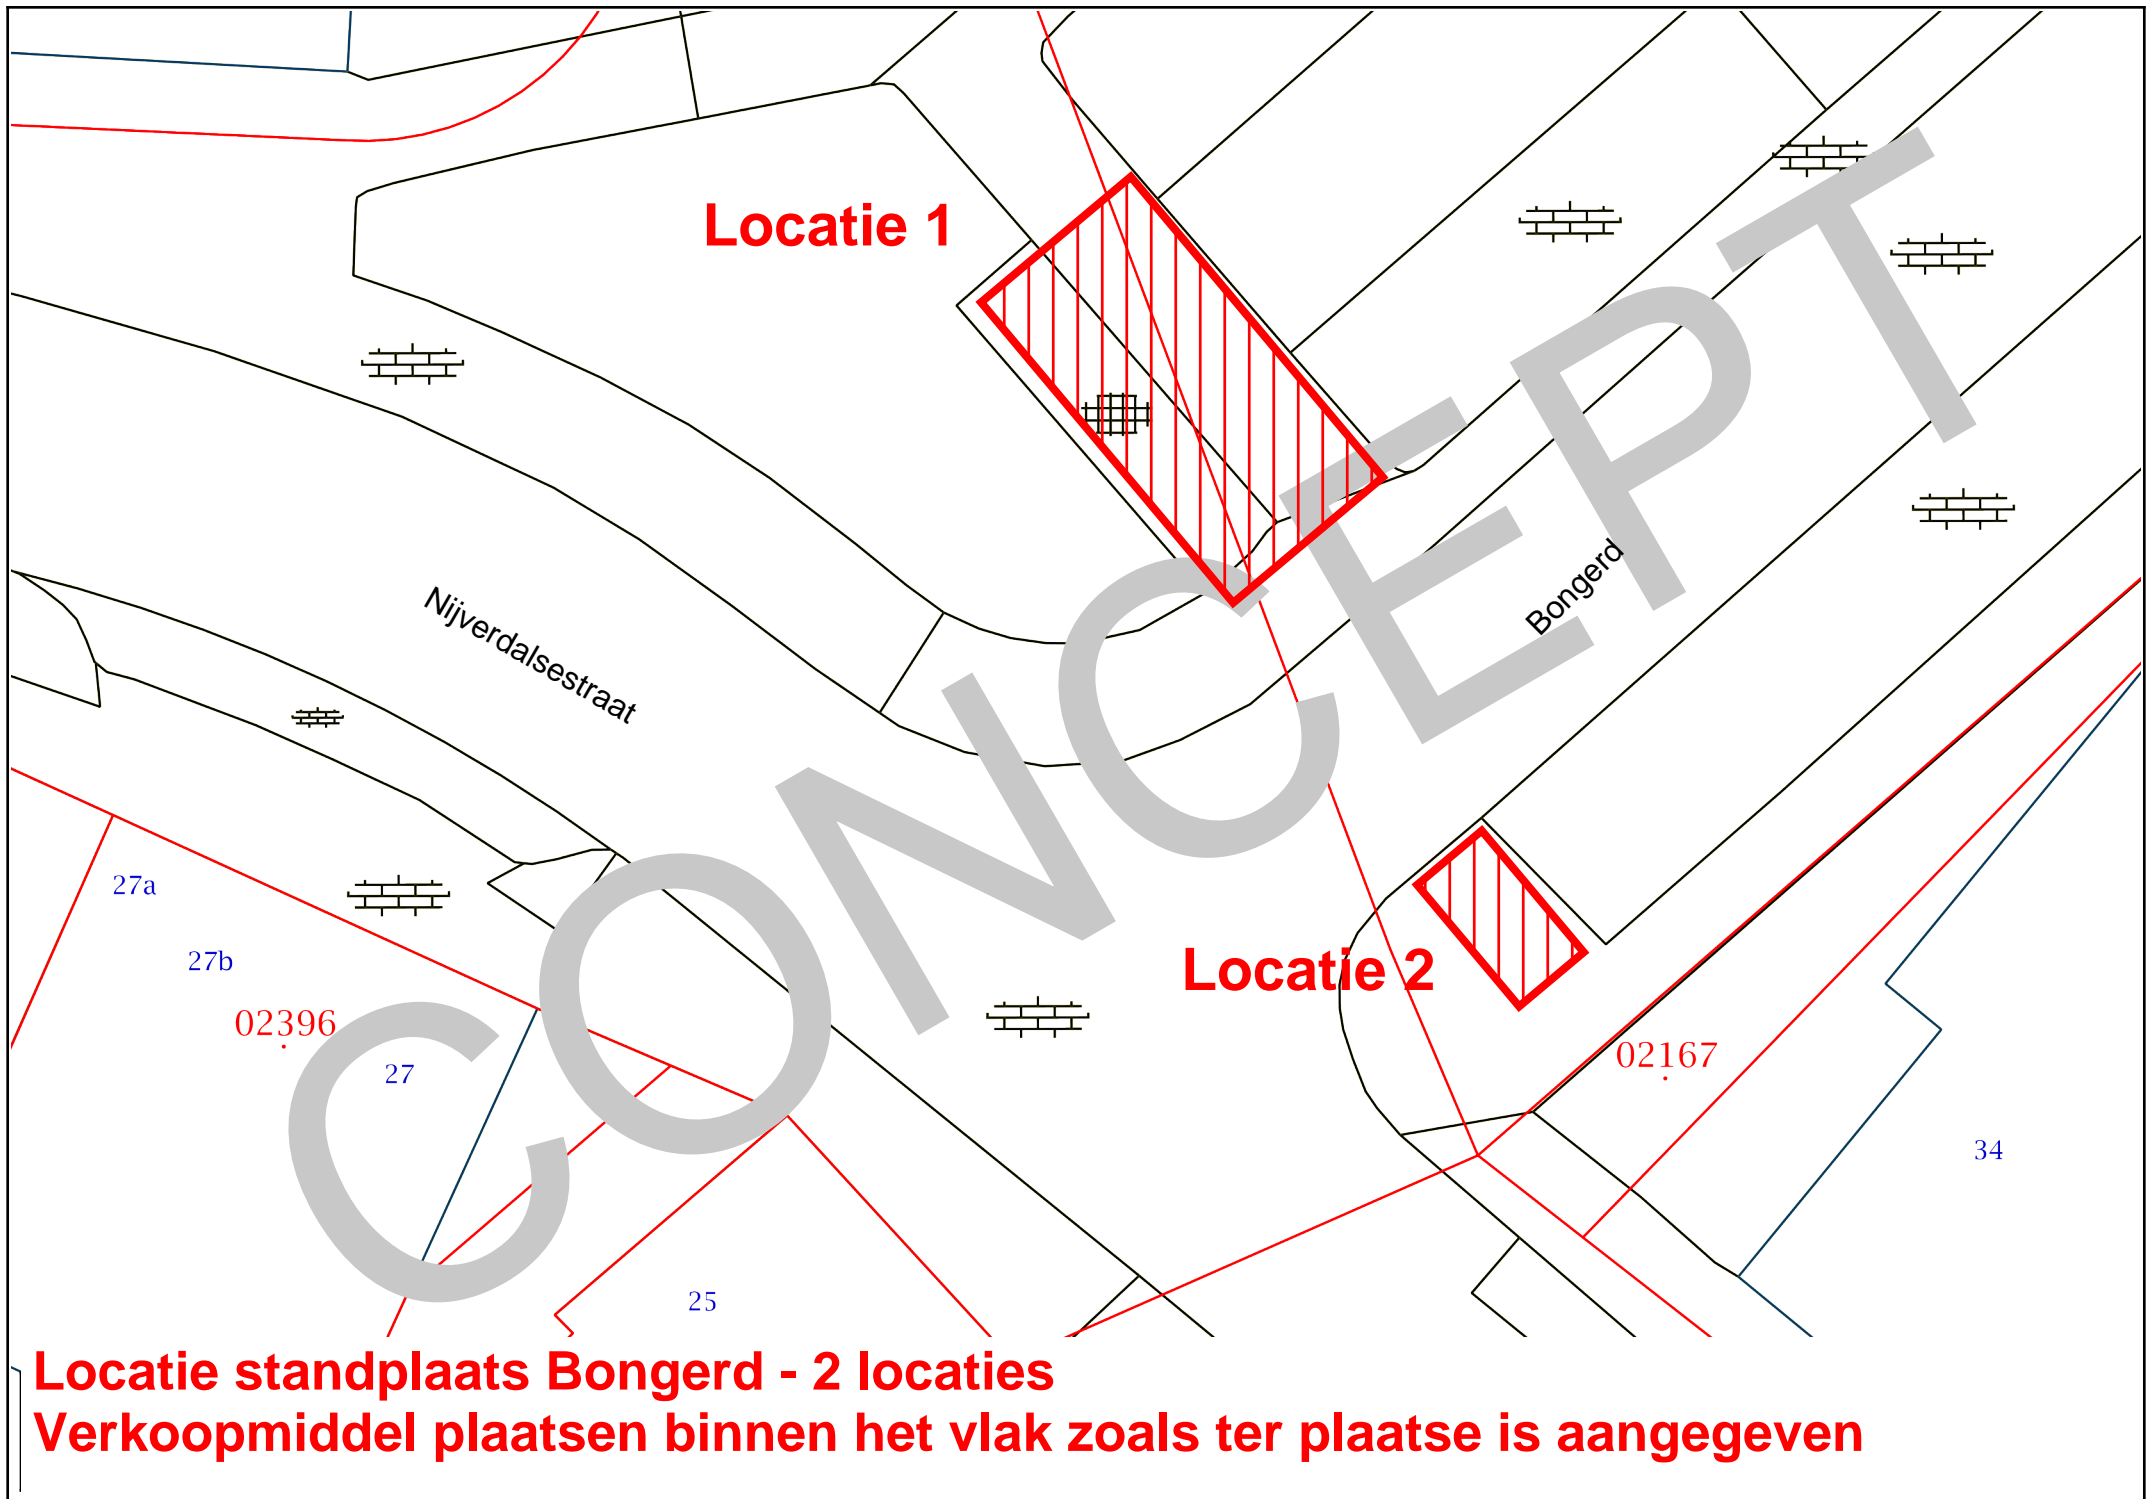 Locatie 1
Nijverdalsestraat
Bongerd
CONCEPT
27a
27b
02396
27
Locatie 2
02167
34
25
Locatie standplaats Bongerd - 2 locaties
Verkoopmiddel plaatsen binnen het vlak zoals ter plaatse is aangegeven